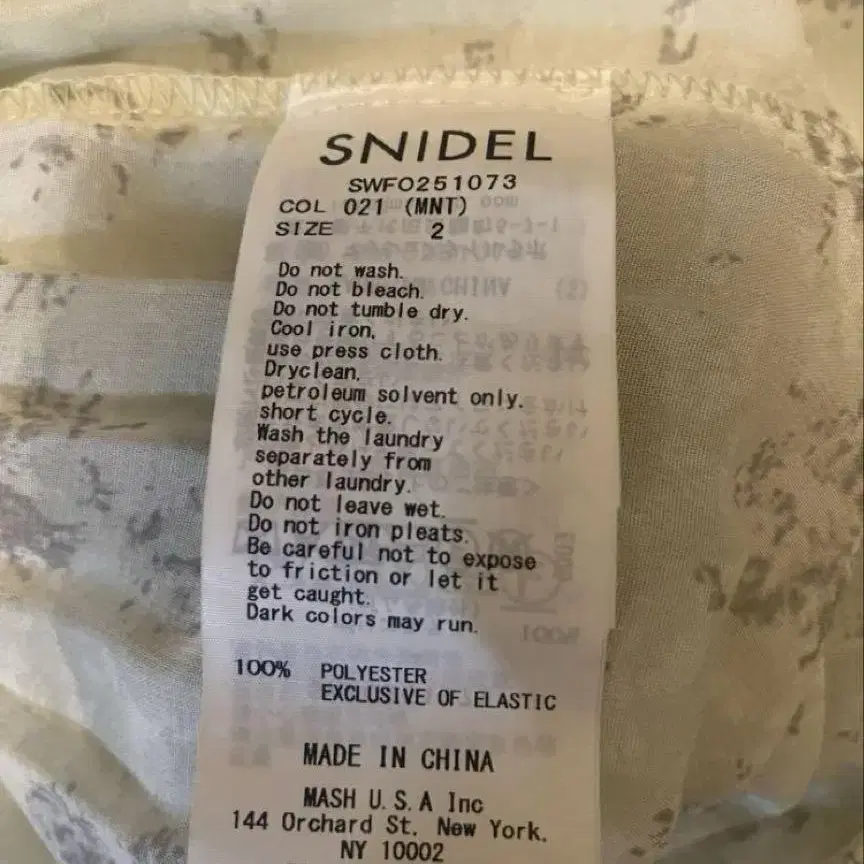 SNIDEL
SWFO251073
COL 021 (MNT)
SIZE 2
Do not wash.
Do not bleach.
Do not tumble dry.
Cool iron,
use press cloth.
Dryclean,
petroleum solvent only.
short cycle.
Wash the laundry
separately from
other laundry.
Do not leave wet.
Do not iron pleats.
Be careful not to expose
to friction or let it
get caught.
Dark colors may run.
100% POLYESTER
EXCLUSIVE OF ELASTIC
MADE IN CHINA
MASH U.S.A Inc
144 Orchard St. New York.
NY 10002